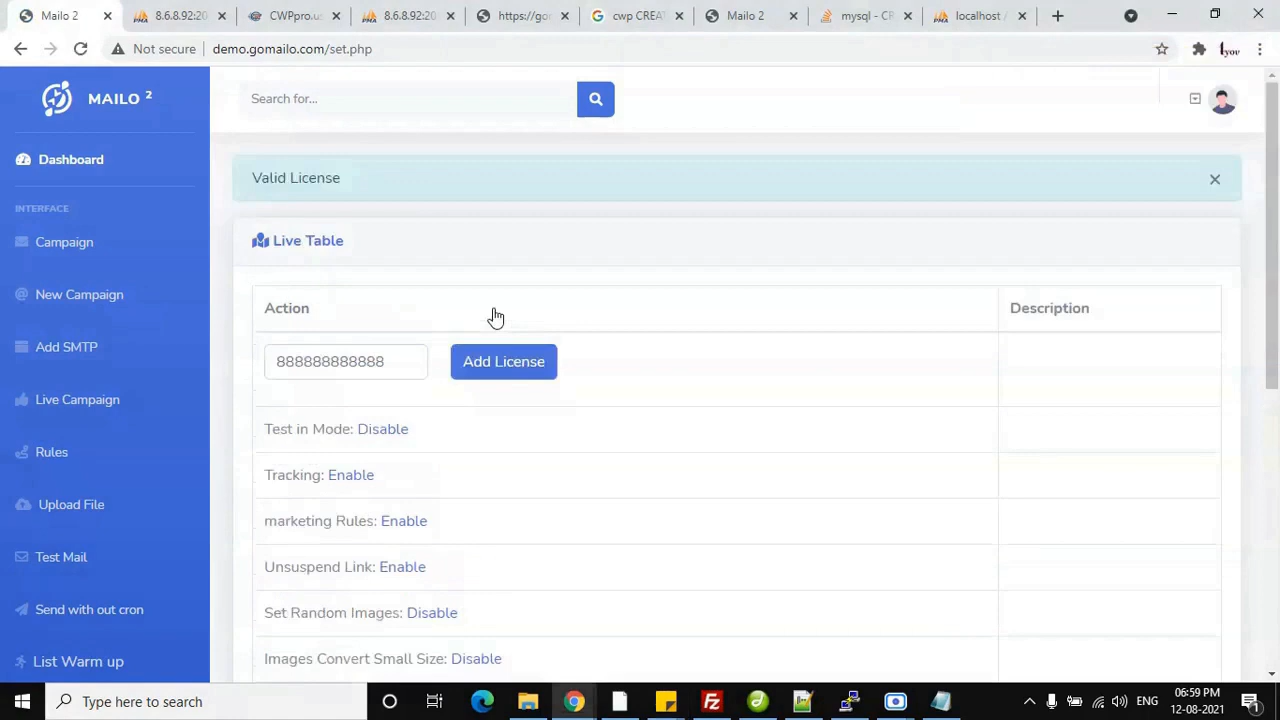 Mailo 2
8.6.8.92:20
CWPpro.us
8.6.8.92:20
https://gor
cwp CREAT
Mailo 2
mysql - CR
localhost /
Not secure
demo.gomailo.com/set.php
MAILO 2
Search for...
Dashboard
Valid License
INTERFACE
Live Table
Campaign
Action
Description
New Campaign
Add SMTP
888888888888
Add License
Live Campaign
Test in Mode: Disable
Rules
Tracking: Enable
Upload File
marketing Rules: Enable
Test Mail
Unsuspend Link: Enable
Send with out cron
Set Random Images: Disable
List Warm up
Images Convert Small Size: Disable
Type here to search
ENG
06:59 PM
12-08-2021